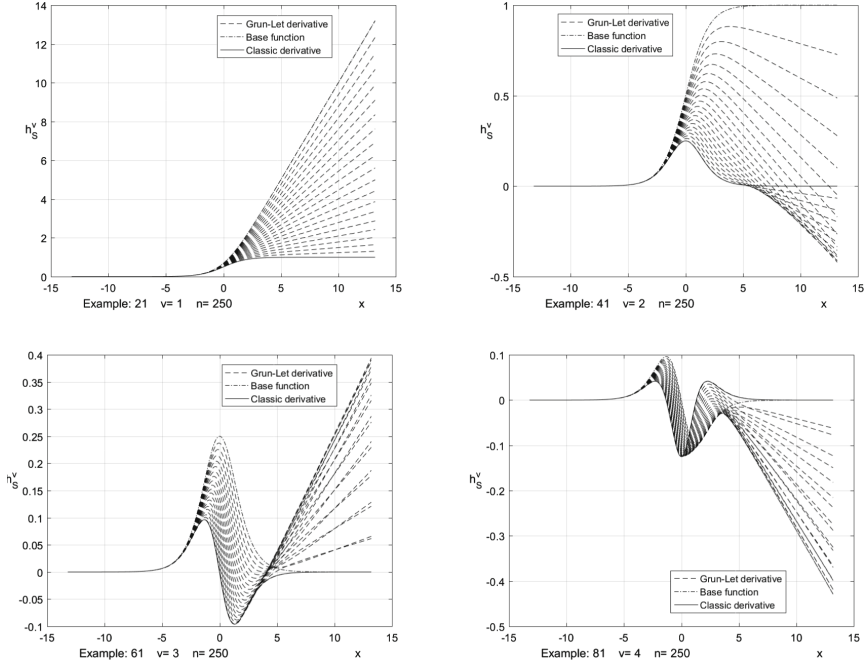 14
12
10
8
6
4
2
0
h_S^v
Grun-Let derivative
Base function
Classic derivative
-15 -10 -5 0 5 10 15
Example: 21 v= 1 n= 250 x
1
0.5
0
-0.5
h_S^v
Grun-Let derivative
Base function
Classic derivative
-15 -10 -5 0 5 10 15
Example: 41 v= 2 n= 250 x
0.4
0.35
0.3
0.25
0.2
0.15
0.1
0.05
0
-0.05
-0.1
h_S^v
Grun-Let derivative
Base function
Classic derivative
-15 -10 -5 0 5 10 15
Example: 61 v= 3 n= 250 x
0.1
0
-0.1
-0.2
-0.3
-0.4
-0.5
h_S^v
Grun-Let derivative
Base function
Classic derivative
-15 -10 -5 0 5 10 15
Example: 81 v= 4 n= 250 x